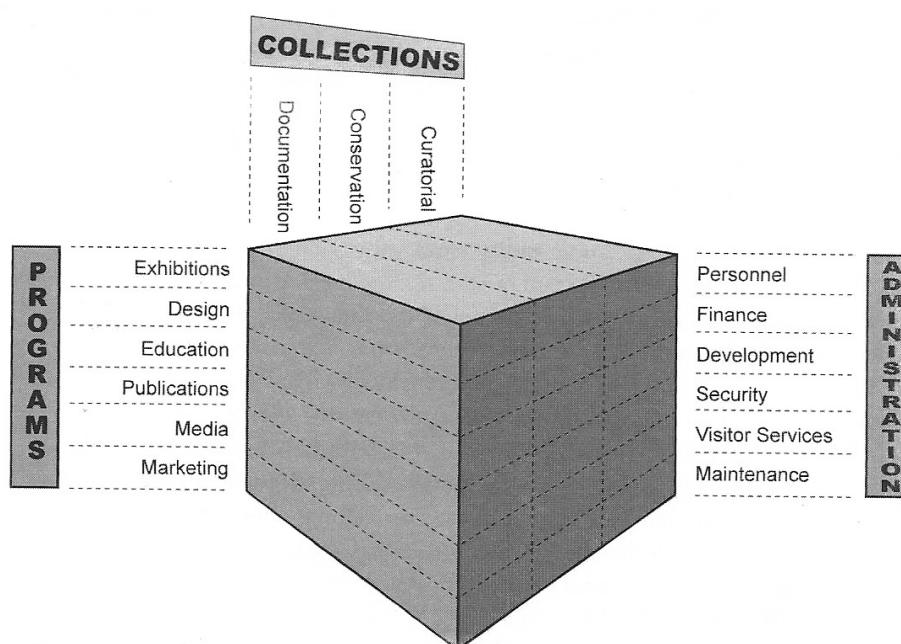 COLLECTIONS
Documentation
Conservation
Curatorial
PROGRAMS
Exhibitions
Design
Education
Publications
Media
Marketing
Personnel
Finance
Development
Security
Visitor Services
Maintenance
ADMINISTRATION